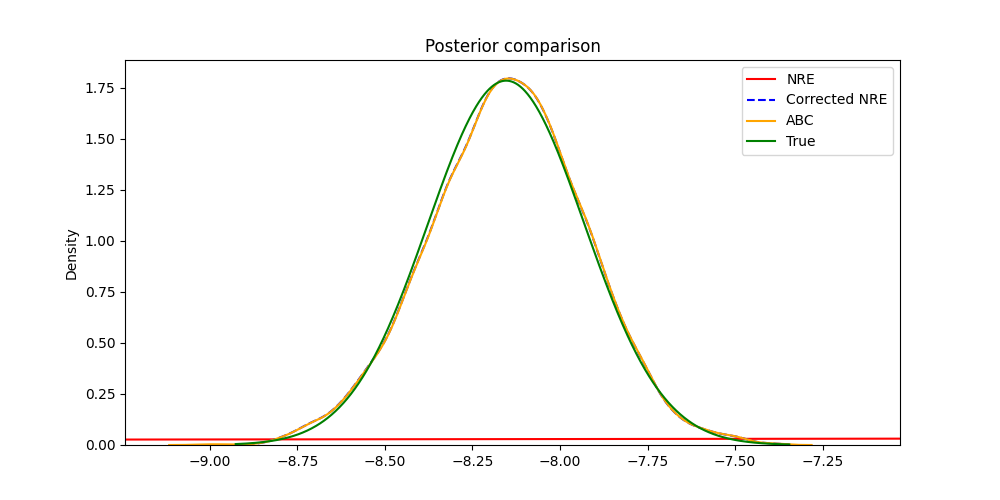 Posterior comparison
NRE
Corrected NRE
ABC
True
Density
1.75
1.50
1.25
1.00
0.75
0.50
0.25
0.00
−9.00 −8.75 −8.50 −8.25 −8.00 −7.75 −7.50 −7.25